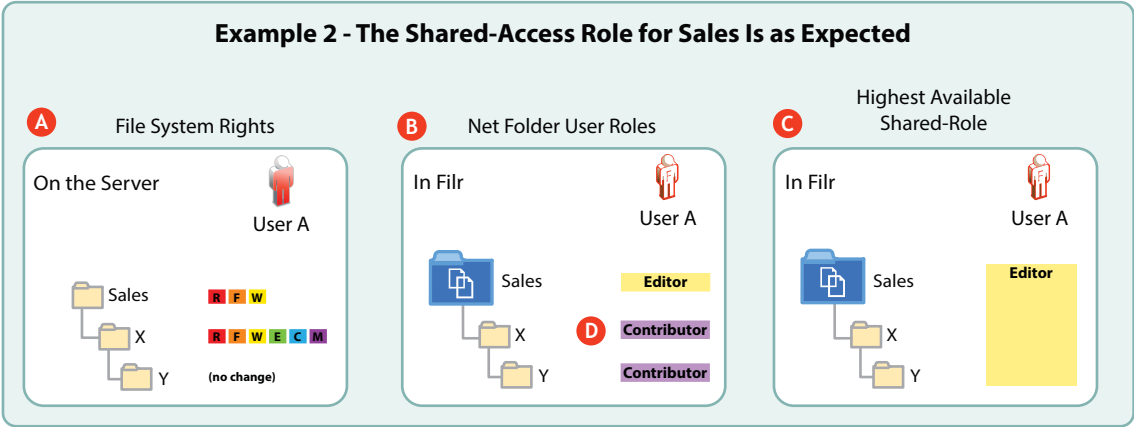 Example 2 - The Shared-Access Role for Sales Is as Expected
A
File System Rights
On the Server
User A
Sales
R F W
X
R F W E C M
Y
(no change)
B
Net Folder User Roles
In Filr
F
User A
Sales
Editor
X
D
Contributor
Y
Contributor
C
Highest Available
Shared-Role
In Filr
F
User A
Sales
Editor
X
Y